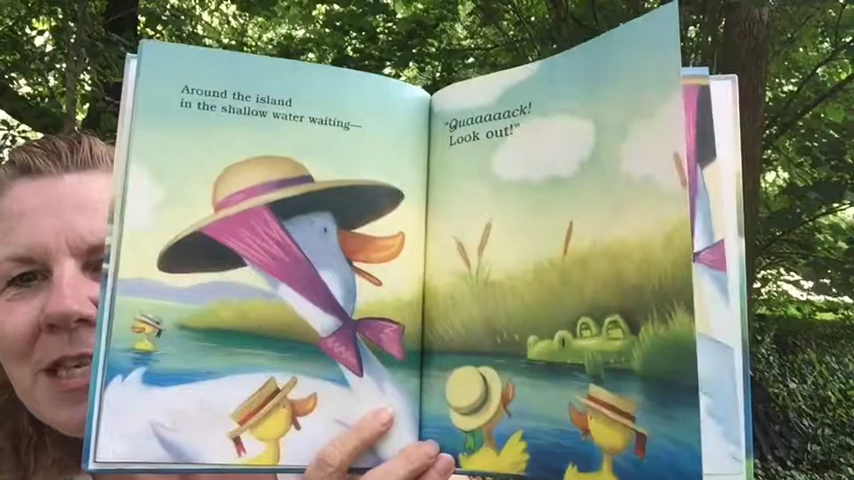 Around the island
in the shallow water waiting—
"Quaaaaack!
Look out!"